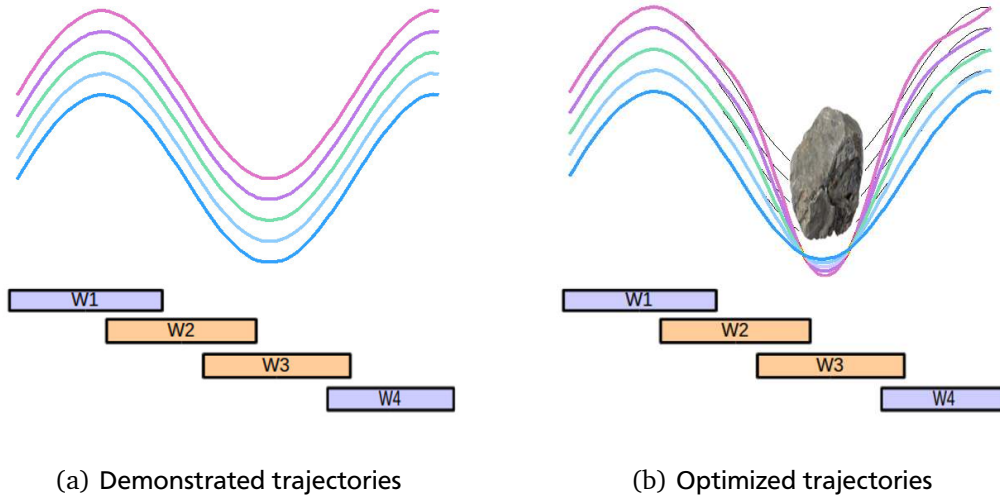 W1
W2
W3
W4
W1
W2
W3
W4
(a) Demonstrated trajectories
(b) Optimized trajectories